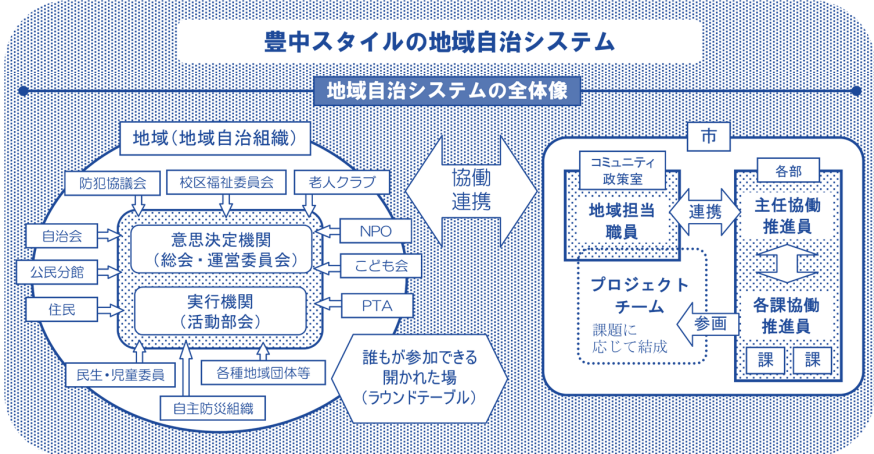 豊中スタイルの地域自治システム
地域自治システムの全体像
地域(地域自治組織)
防犯協議会
校区福祉委員会
老人クラブ
自治会
公民分館
住民
意思決定機関
(総会・運営委員会)
実行機関
(活動部会)
NPO
こども会
PTA
民生・児童委員
自主防災組織
各種地域団体等
協働
連携
誰もが参加できる
開かれた場
(ラウンドテーブル)
市
コミュニティ
政策室
地域担当
職員
連携
各部
主任協働
推進員
プロジェクト
チーム
課題に
応じて結成
参画
各課協働
推進員
課
課